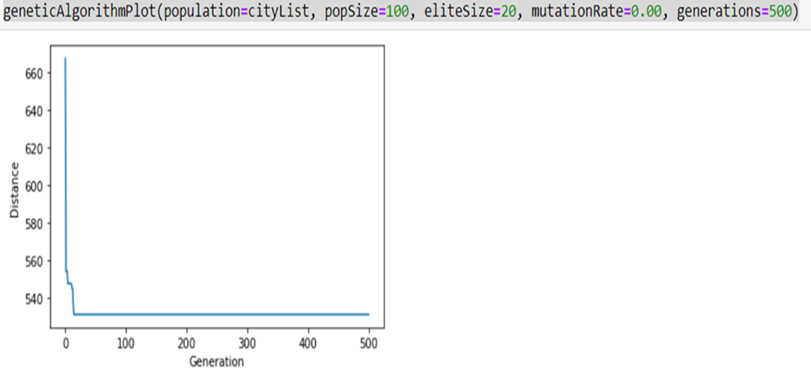 geneticAlgorithmPlot(population=cityList, popSize=100, eliteSize=20, mutationRate=0.00, generations=500)
660
640
620
600
580
560
540
Distance
0 100 200 300 400 500
Generation